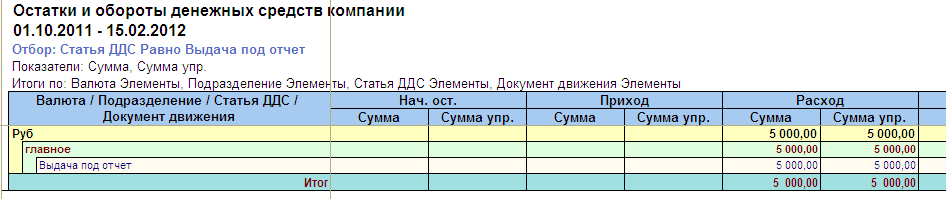 Остатки и обороты денежных средств компании
01.10.2011 - 15.02.2012
Отбор: Статья ДДС Равно Выдача под отчет
Показатели: Сумма, Сумма упр.
Итоги по: Валюта Элементы, Подразделение Элементы, Статья ДДС Элементы, Документ движения Элементы
Валюта / Подразделение / Статья ДДС / Нач. ост. Приход Расход
Документ движения Сумма Сумма упр. Сумма Сумма упр. Сумма Сумма упр.
Руб 5 000,00 5 000,00
главное 5 000,00 5 000,00
Выдача под отчет 5 000,00 5 000,00
Итог 5 000,00 5 000,00